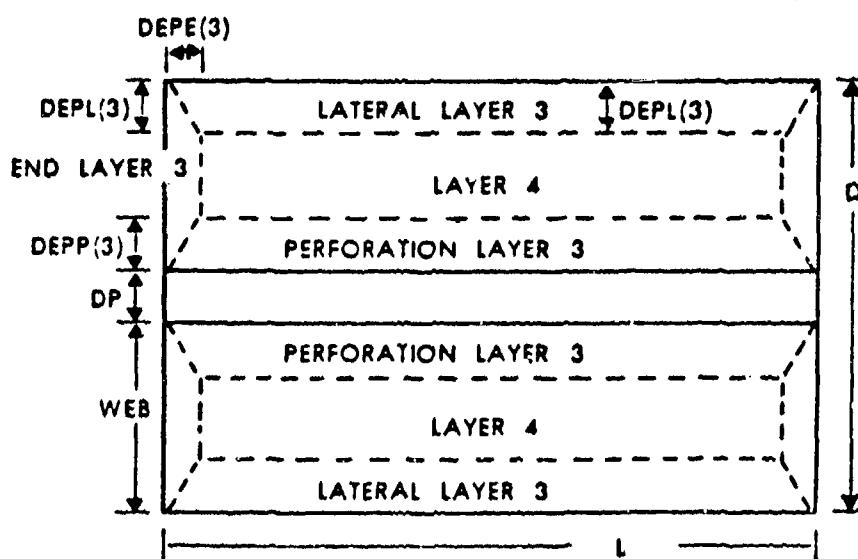 DEPE(3)
DEPL(3)
LATERAL LAYER 3
DEPL(3)
END LAYER 3
LAYER 4
D
DEPP(3)
PERFORATION LAYER 3
DP
PERFORATION LAYER 3
WEB
LAYER 4
LATERAL LAYER 3
L